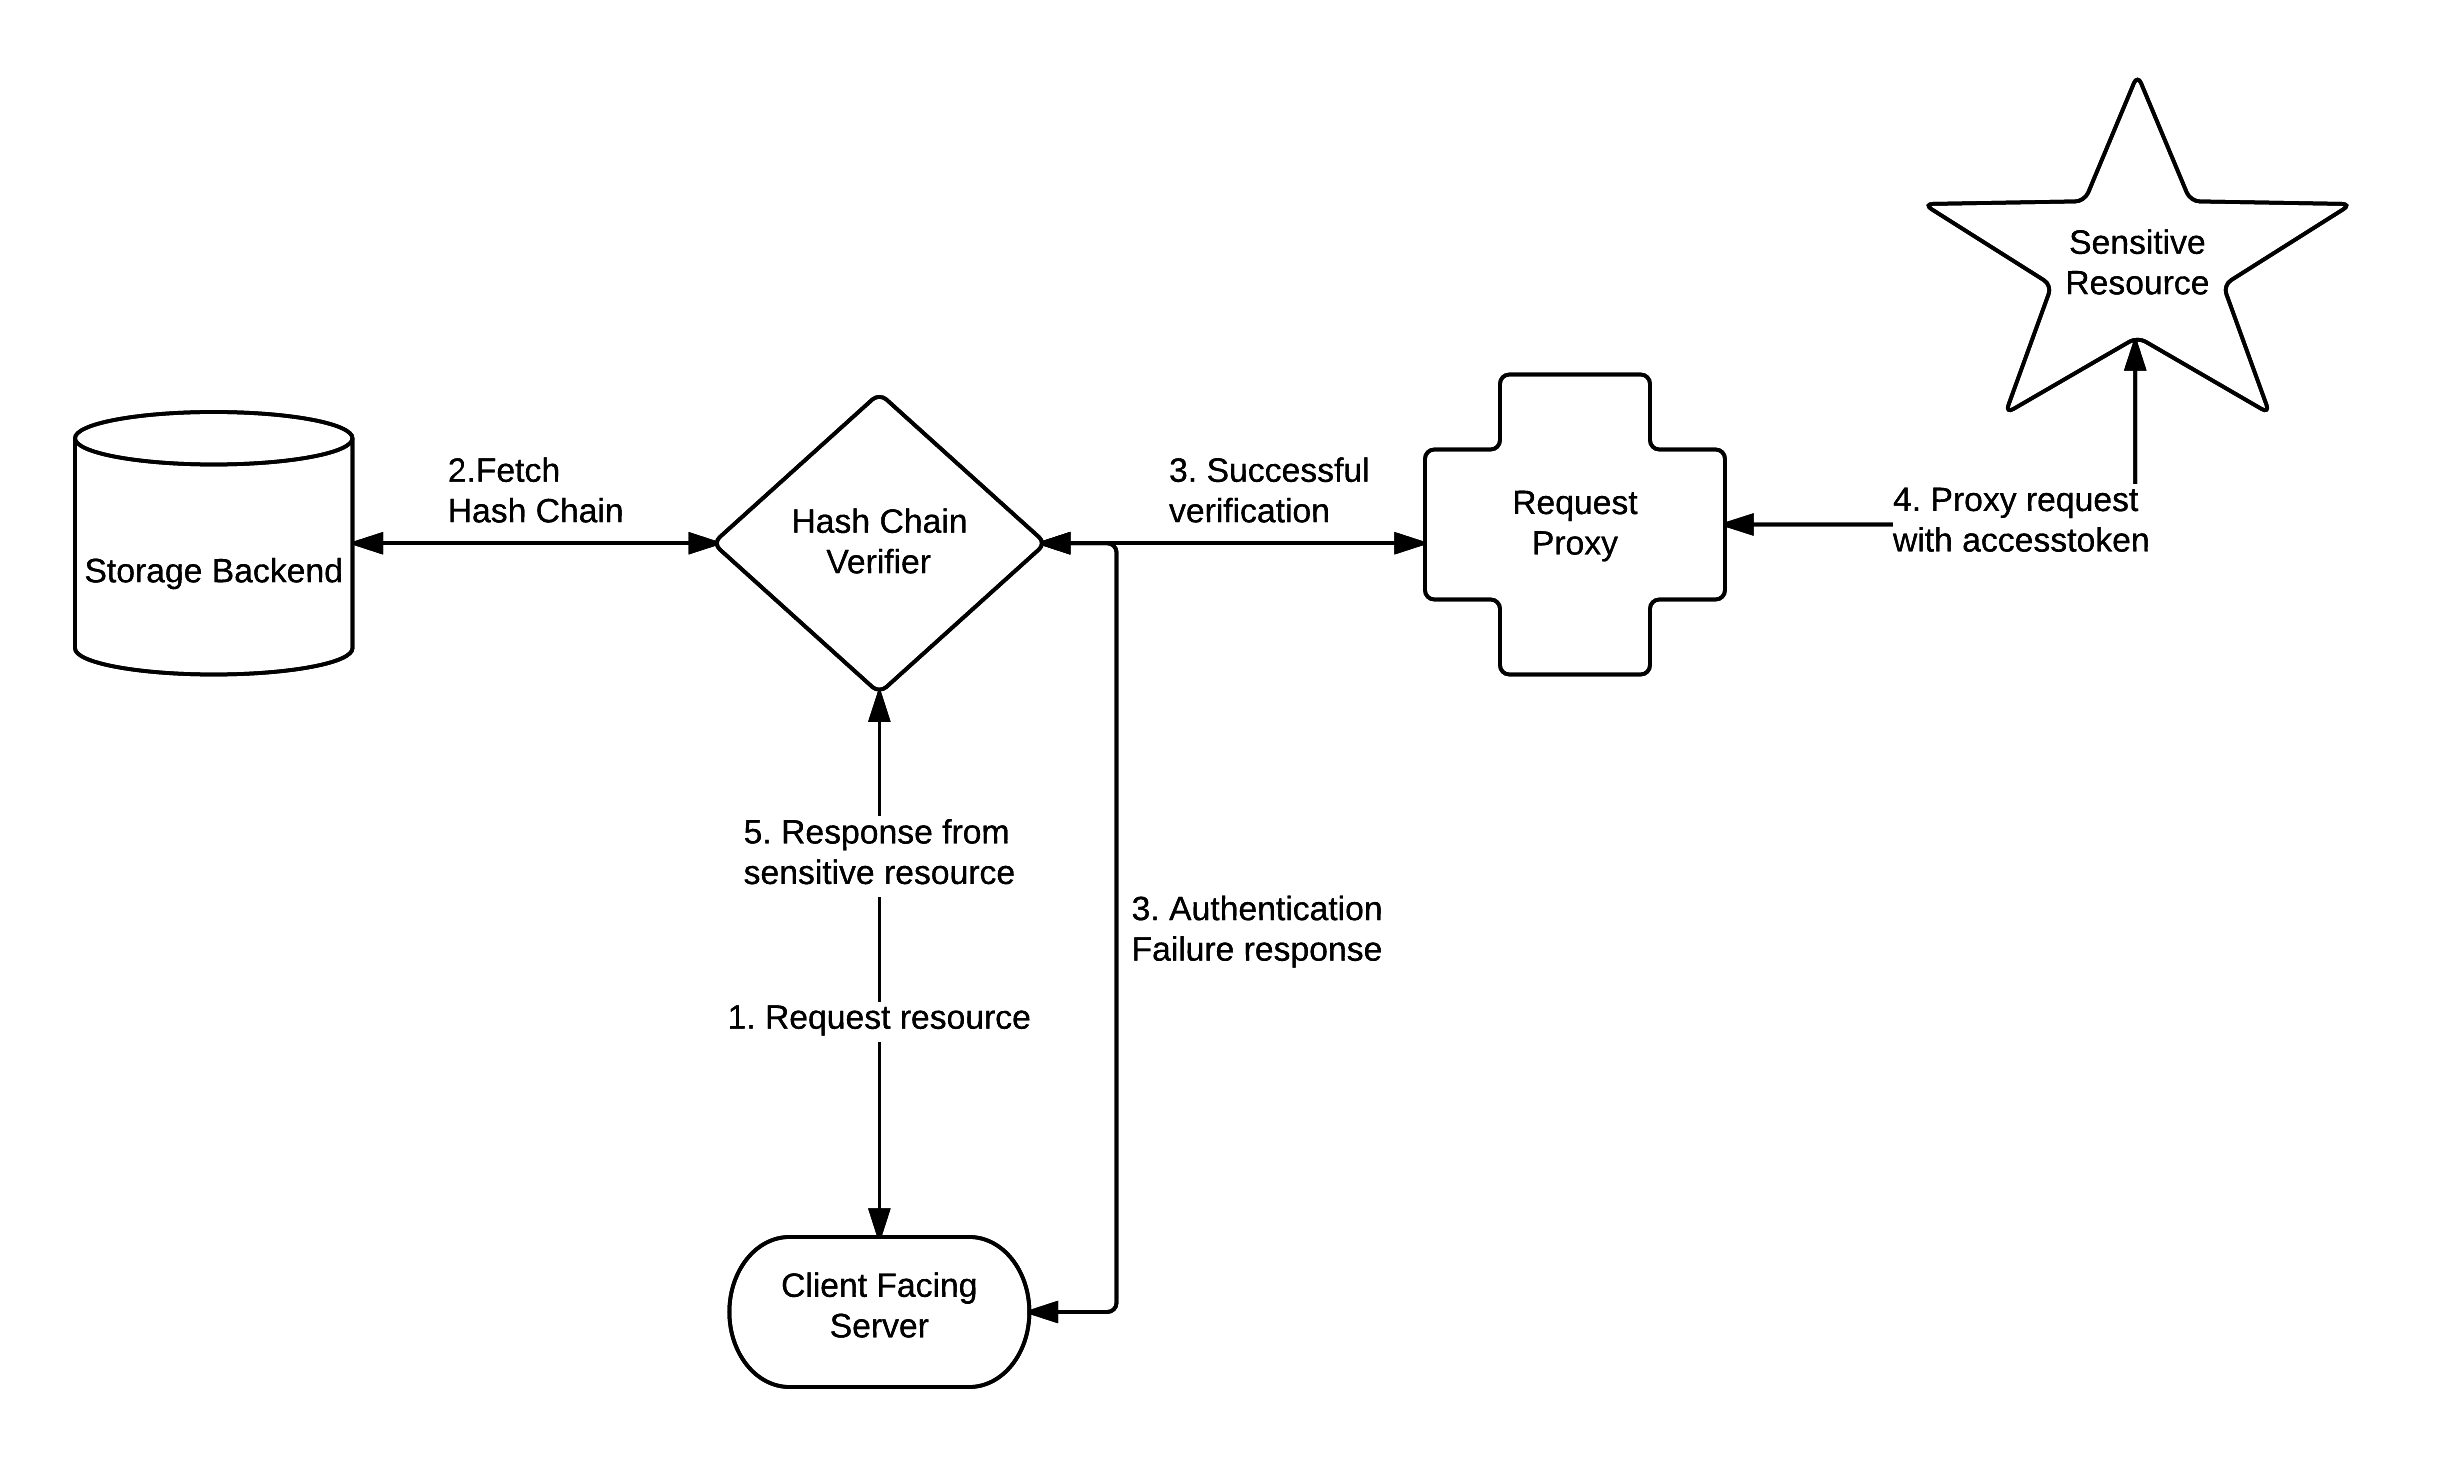 Sensitive
Resource
2.Fetch
Hash Chain
3. Successful
verification
Storage Backend
Hash Chain
Verifier
Request
Proxy
4. Proxy request
with accesstoken
5. Response from
sensitive resource
3. Authentication
Failure response
1. Request resource
Client Facing
Server